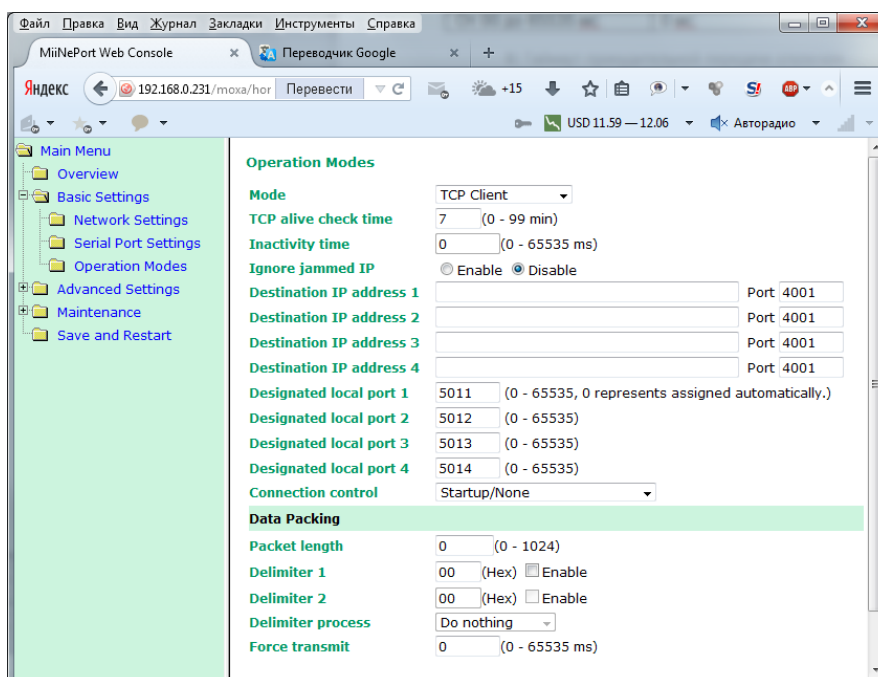 Файл Правка Вид Журнал Закладки Инструменты Справка
MiiNePort Web Console × Переводчик Google × +
Яндекс 192.168.0.231/moxa/hor Перевести +15 S! ABP
USD 11.59 — 12.06 Авторадио
Main Menu
Overview
Basic Settings
Network Settings
Serial Port Settings
Operation Modes
Advanced Settings
Maintenance
Save and Restart
Operation Modes
Mode TCP Client
TCP alive check time 7 (0 - 99 min)
Inactivity time 0 (0 - 65535 ms)
Ignore jammed IP Enable Disable
Destination IP address 1 Port 4001
Destination IP address 2 Port 4001
Destination IP address 3 Port 4001
Destination IP address 4 Port 4001
Designated local port 1 5011 (0 - 65535, 0 represents assigned automatically.)
Designated local port 2 5012 (0 - 65535)
Designated local port 3 5013 (0 - 65535)
Designated local port 4 5014 (0 - 65535)
Connection control Startup/None
Data Packing
Packet length 0 (0 - 1024)
Delimiter 1 00 (Hex) Enable
Delimiter 2 00 (Hex) Enable
Delimiter process Do nothing
Force transmit 0 (0 - 65535 ms)